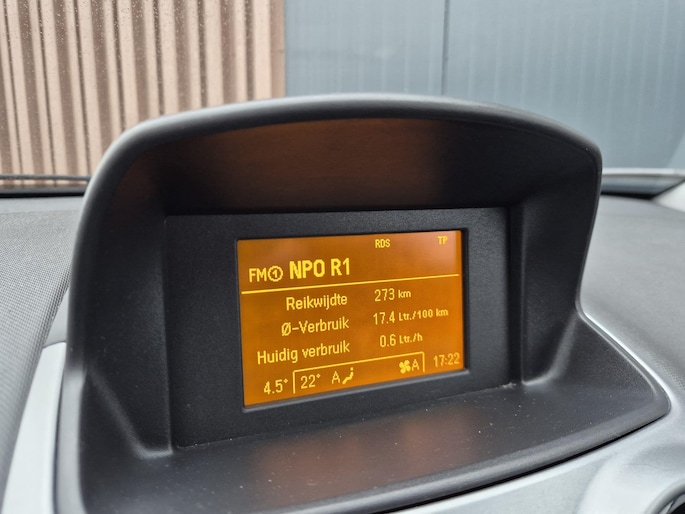 RDS TP
FM1 NPO R1
Reikwijdte 273 km
Ø-Verbruik 17.4 Ltr./100 km
Huidig verbruik 0.6 Ltr./h
4.5° 22° A A 17:22